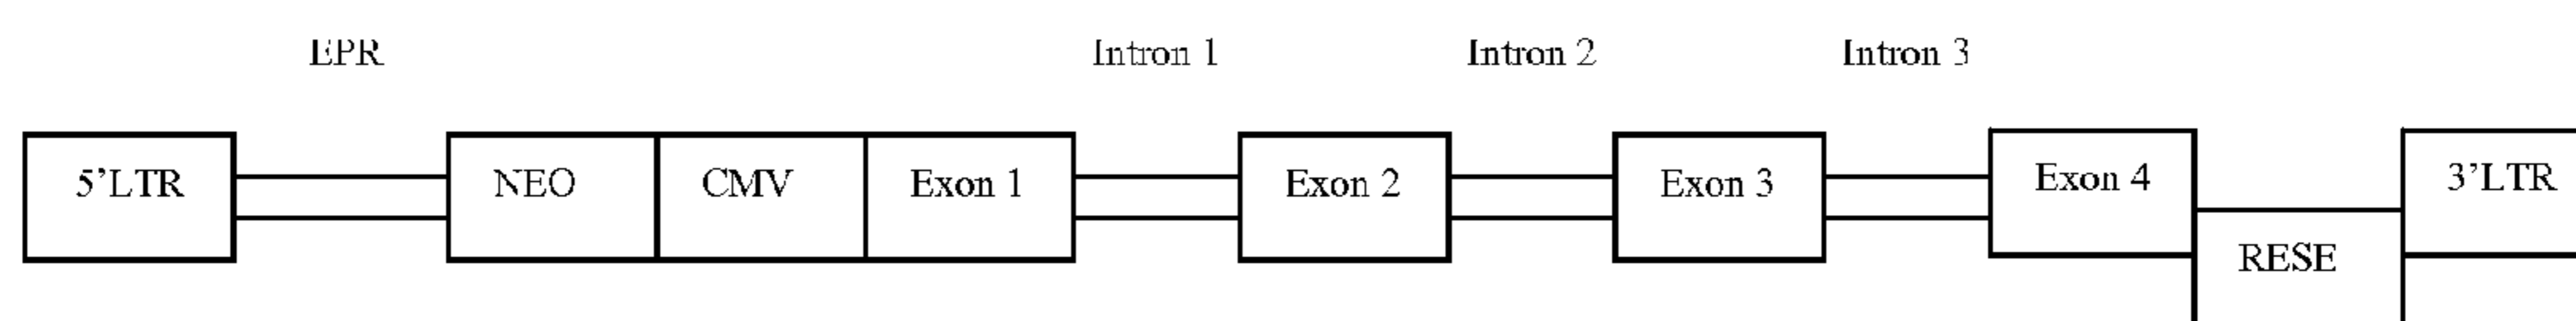 EPR Intron 1 Intron 2 Intron 3
5’LTR NEO CMV Exon 1 Exon 2 Exon 3 Exon 4 3’LTR
RESE